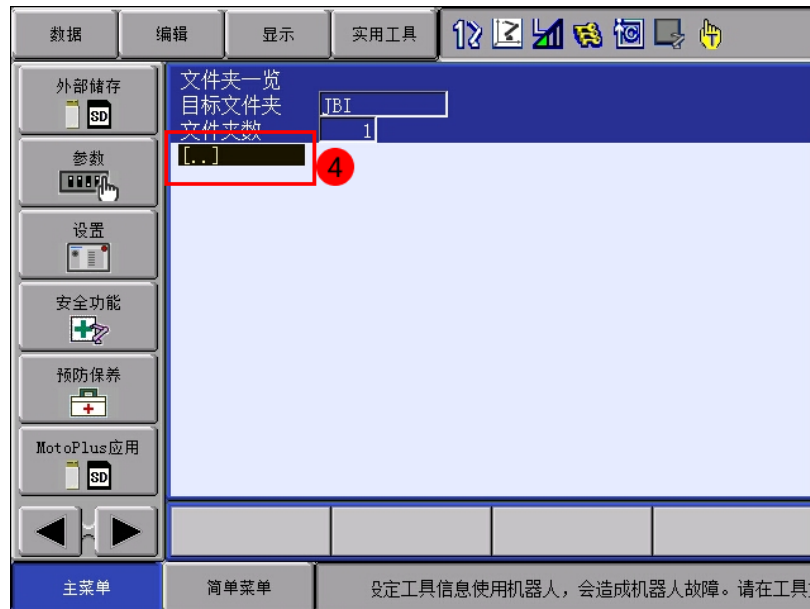 数据
编辑
显示
实用工具
外部储存
SD
参数
设置
安全功能
预防保养
MotoPlus应用
SD
文件夹一览
目标文件夹 JBI
文件夹数 1
[..]
4
主菜单
简单菜单
设定工具信息使用机器人，会造成机器人故障。请在工具